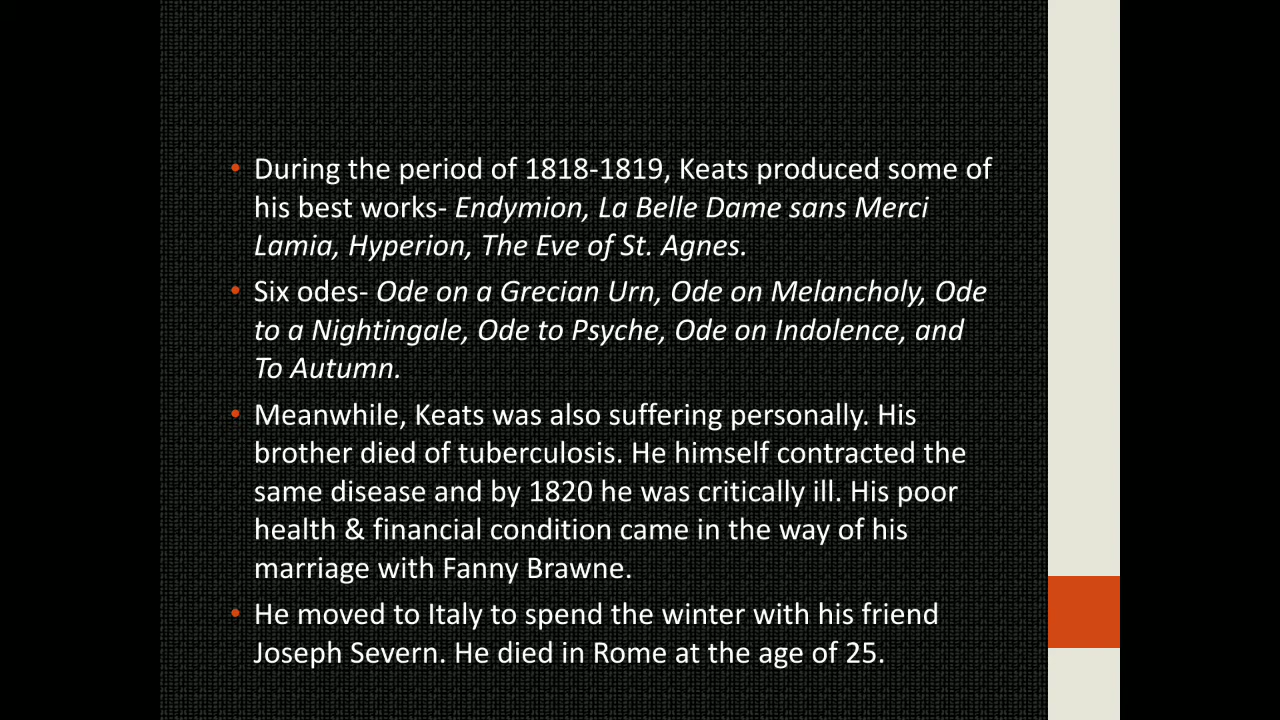 • During the period of 1818-1819, Keats produced some of
his best works- Endymion, La Belle Dame sans Merci
Lamia, Hyperion, The Eve of St. Agnes.
• Six odes- Ode on a Grecian Urn, Ode on Melancholy, Ode
to a Nightingale, Ode to Psyche, Ode on Indolence, and
To Autumn.
• Meanwhile, Keats was also suffering personally. His
brother died of tuberculosis. He himself contracted the
same disease and by 1820 he was critically ill. His poor
health & financial condition came in the way of his
marriage with Fanny Brawne.
• He moved to Italy to spend the winter with his friend
Joseph Severn. He died in Rome at the age of 25.